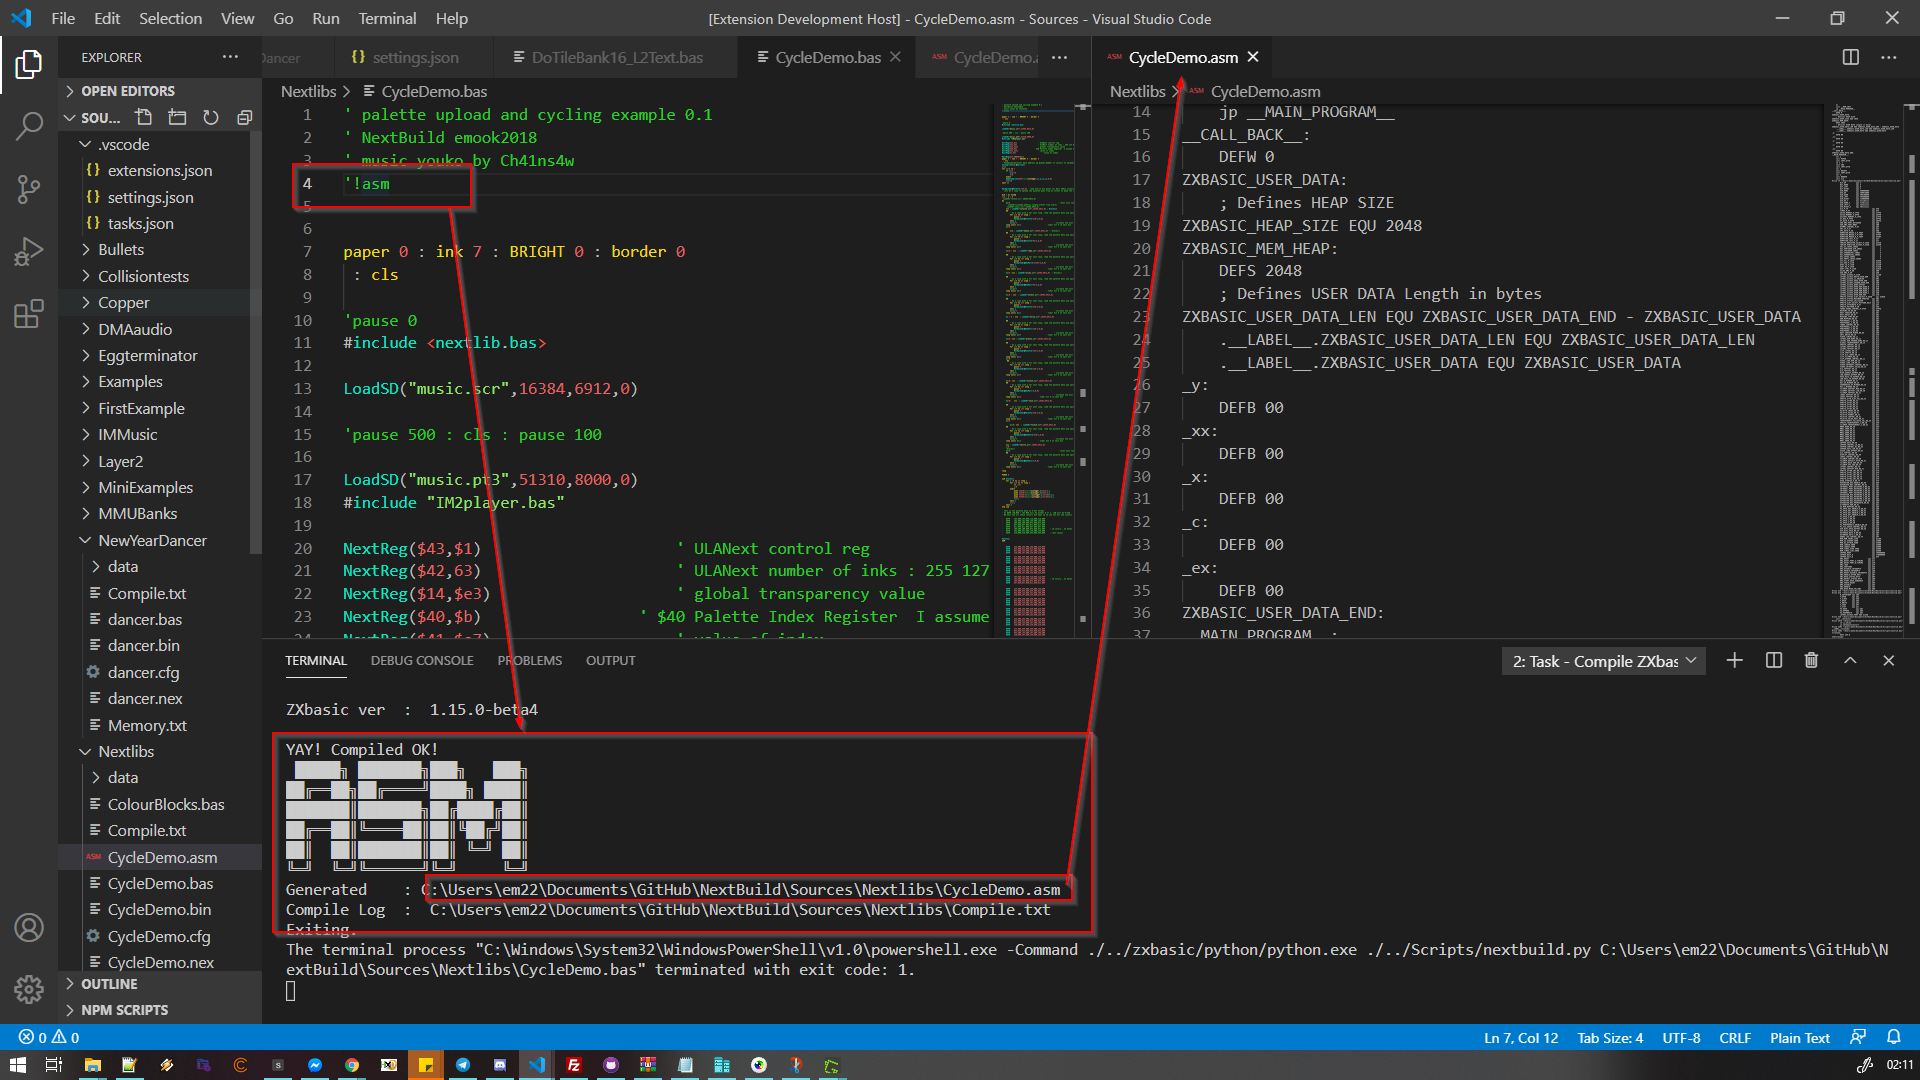 File Edit Selection View Go Run Terminal Help
[Extension Development Host] - CycleDemo.asm - Sources - Visual Studio Code
EXPLORER
OPEN EDITORS
SOU...
.vscode
extensions.json
settings.json
tasks.json
Bullets
Collisiontests
Copper
DMAaudio
Eggterminator
Examples
FirstExample
IMMusic
Layer2
MiniExamples
MMUBanks
NewYearDancer
data
Compile.txt
dancer.bas
dancer.bin
dancer.cfg
dancer.nex
Memory.txt
Nextlibs
data
ColourBlocks.bas
Compile.txt
ASM CycleDemo.asm
CycleDemo.bas
CycleDemo.bin
CycleDemo.cfg
CycleDemo.nex
OUTLINE
NPM SCRIPTS
Dancer
settings.json
DoTileBank16_L2Text.bas
CycleDemo.bas
ASM CycleDemo.a
Nextlibs > CycleDemo.bas
1 ' palette upload and cycling example 0.1
2 ' NextBuild emook2018
3 ' music youko by Ch41ns4w
4 '!asm
5
6
7 paper 0 : ink 7 : BRIGHT 0 : border 0
8 : cls
9
10 'pause 0
11 #include <nextlib.bas>
12
13 LoadSD("music.scr",16384,6912,0)
14
15 'pause 500 : cls : pause 100
16
17 LoadSD("music.pt3",51310,8000,0)
18 #include "IM2player.bas"
19
20 NextReg($43,$1) ' ULANext control reg
21 NextReg($42,63) ' ULANext number of inks : 255 127
22 NextReg($14,$e3) ' global transparency value
23 NextReg($40,$b) ' $40 Palette Index Register I assume
24 NextReg($41,$e7) ' value of index
ASM CycleDemo.asm
Nextlibs > ASM CycleDemo.asm
14 jp __MAIN_PROGRAM__
15 __CALL_BACK__:
16 DEFW 0
17 ZXBASIC_USER_DATA:
18 ; Defines HEAP SIZE
19 ZXBASIC_HEAP_SIZE EQU 2048
20 ZXBASIC_MEM_HEAP:
21 DEFS 2048
22 ; Defines USER DATA Length in bytes
23 ZXBASIC_USER_DATA_LEN EQU ZXBASIC_USER_DATA_END - ZXBASIC_USER_DATA
24 .__LABEL__.ZXBASIC_USER_DATA_LEN EQU ZXBASIC_USER_DATA_LEN
25 .__LABEL__.ZXBASIC_USER_DATA EQU ZXBASIC_USER_DATA
26 _y:
27 DEFB 00
28 _xx:
29 DEFB 00
30 _x:
31 DEFB 00
32 _c:
33 DEFB 00
34 _ex:
35 DEFB 00
36 ZXBASIC_USER_DATA_END:
37 __MAIN_PROGRAM__:
TERMINAL DEBUG CONSOLE PROBLEMS OUTPUT
2: Task - Compile ZXbas
ZXbasic ver : 1.15.0-beta4
YAY! Compiled OK!
ASM
Generated : C:\Users\em22\Documents\GitHub\NextBuild\Sources\Nextlibs\CycleDemo.asm
Compile Log : C:\Users\em22\Documents\GitHub\NextBuild\Sources\Nextlibs\Compile.txt
Exiting.
The terminal process "C:\Windows\System32\WindowsPowerShell\v1.0\powershell.exe -Command ./../zxbasic/python/python.exe ./../Scripts/nextbuild.py C:\Users\em22\Documents\GitHub\N
extBuild\Sources\Nextlibs\CycleDemo.bas" terminated with exit code: 1.
0 0
Ln 7, Col 12 Tab Size: 4 UTF-8 CRLF Plain Text
02:11